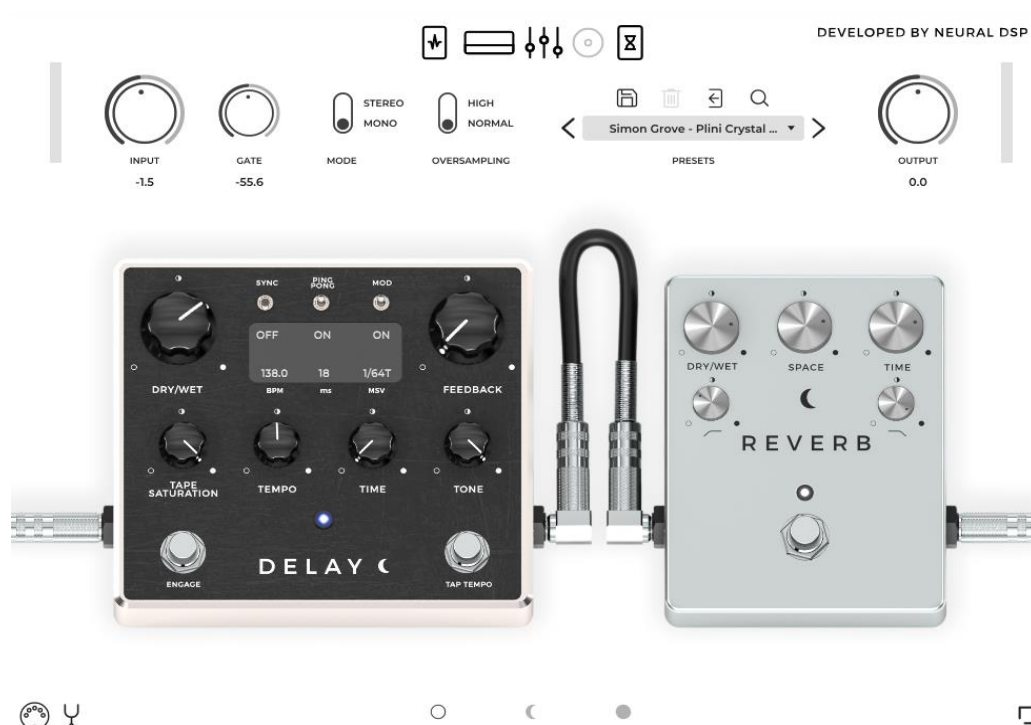 DEVELOPED BY NEURAL DSP
STEREO
MONO
HIGH
NORMAL
Simon Grove - Plini Crystal ...
INPUT
GATE
MODE
OVERSAMPLING
PRESETS
OUTPUT
-1.5
-55.6
0.0
SYNC
PING
PONG
MOD
OFF ON ON
138.0 18 1/64T
BPM ms MSV
DRY/WET
FEEDBACK
TAPE
SATURATION
TEMPO
TIME
TONE
ENGAGE
DELAY
TAP TEMPO
DRY/WET
SPACE
TIME
REVERB